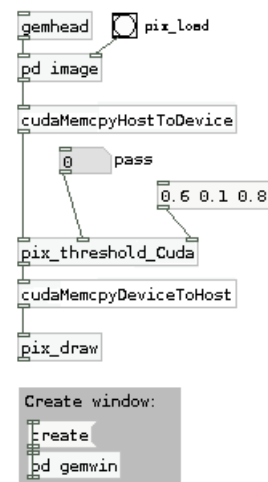 gemhead
pix_load
pd image
cudaMemcpyHostToDevice
0
pass
0.6 0.1 0.8
pix_threshold_Cuda
cudaMemcpyDeviceToHost
pix_draw
Create window:
create
pd gemwin